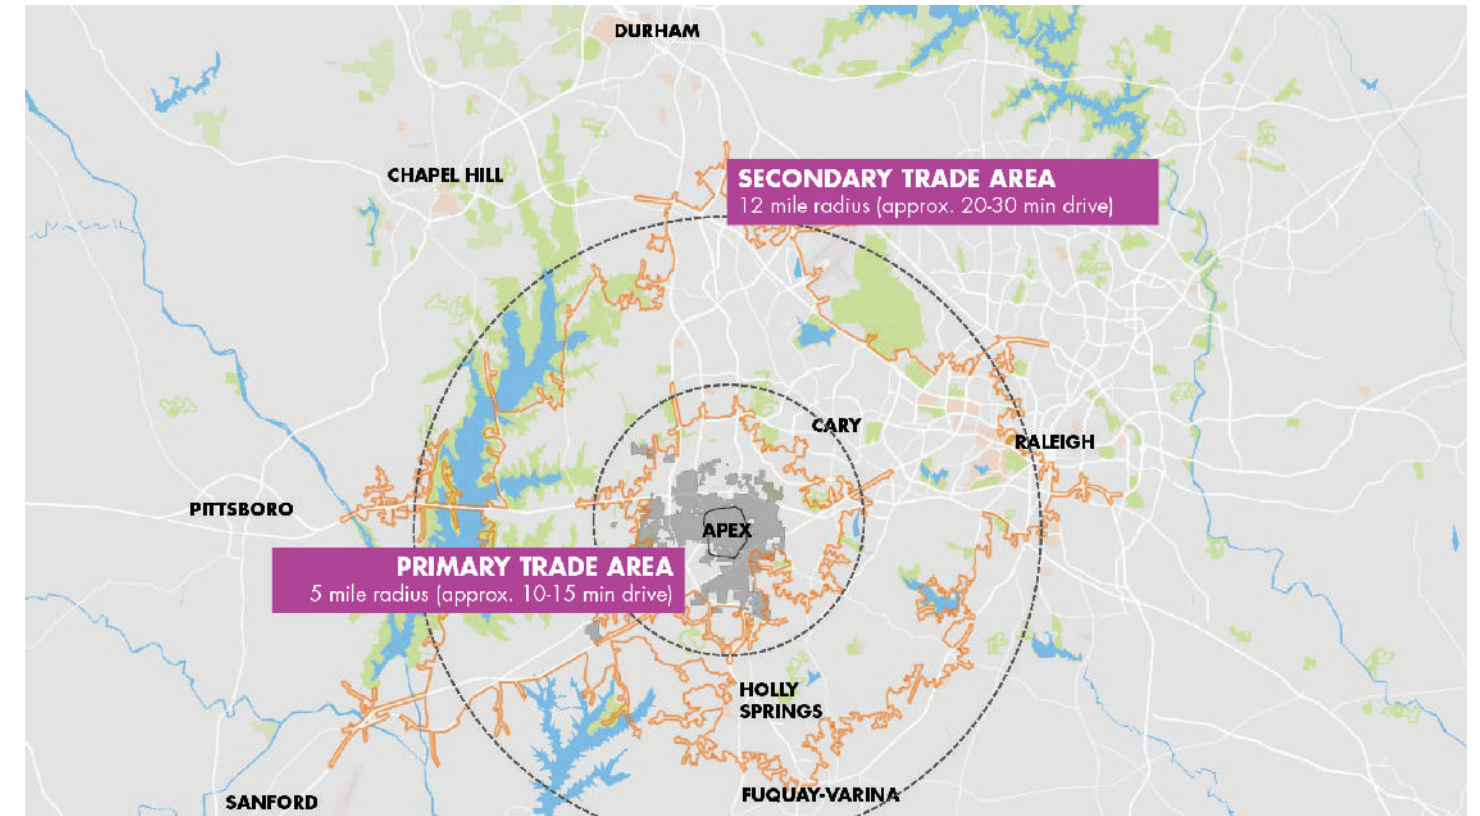 DURHAM
CHAPEL HILL
SECONDARY TRADE AREA
12 mile radius (approx. 20-30 min drive)
CARY
RALEIGH
PITTSBORO
APEX
PRIMARY TRADE AREA
5 mile radius (approx. 10-15 min drive)
HOLLY
SPRINGS
FUQUAY-VARINA
SANFORD